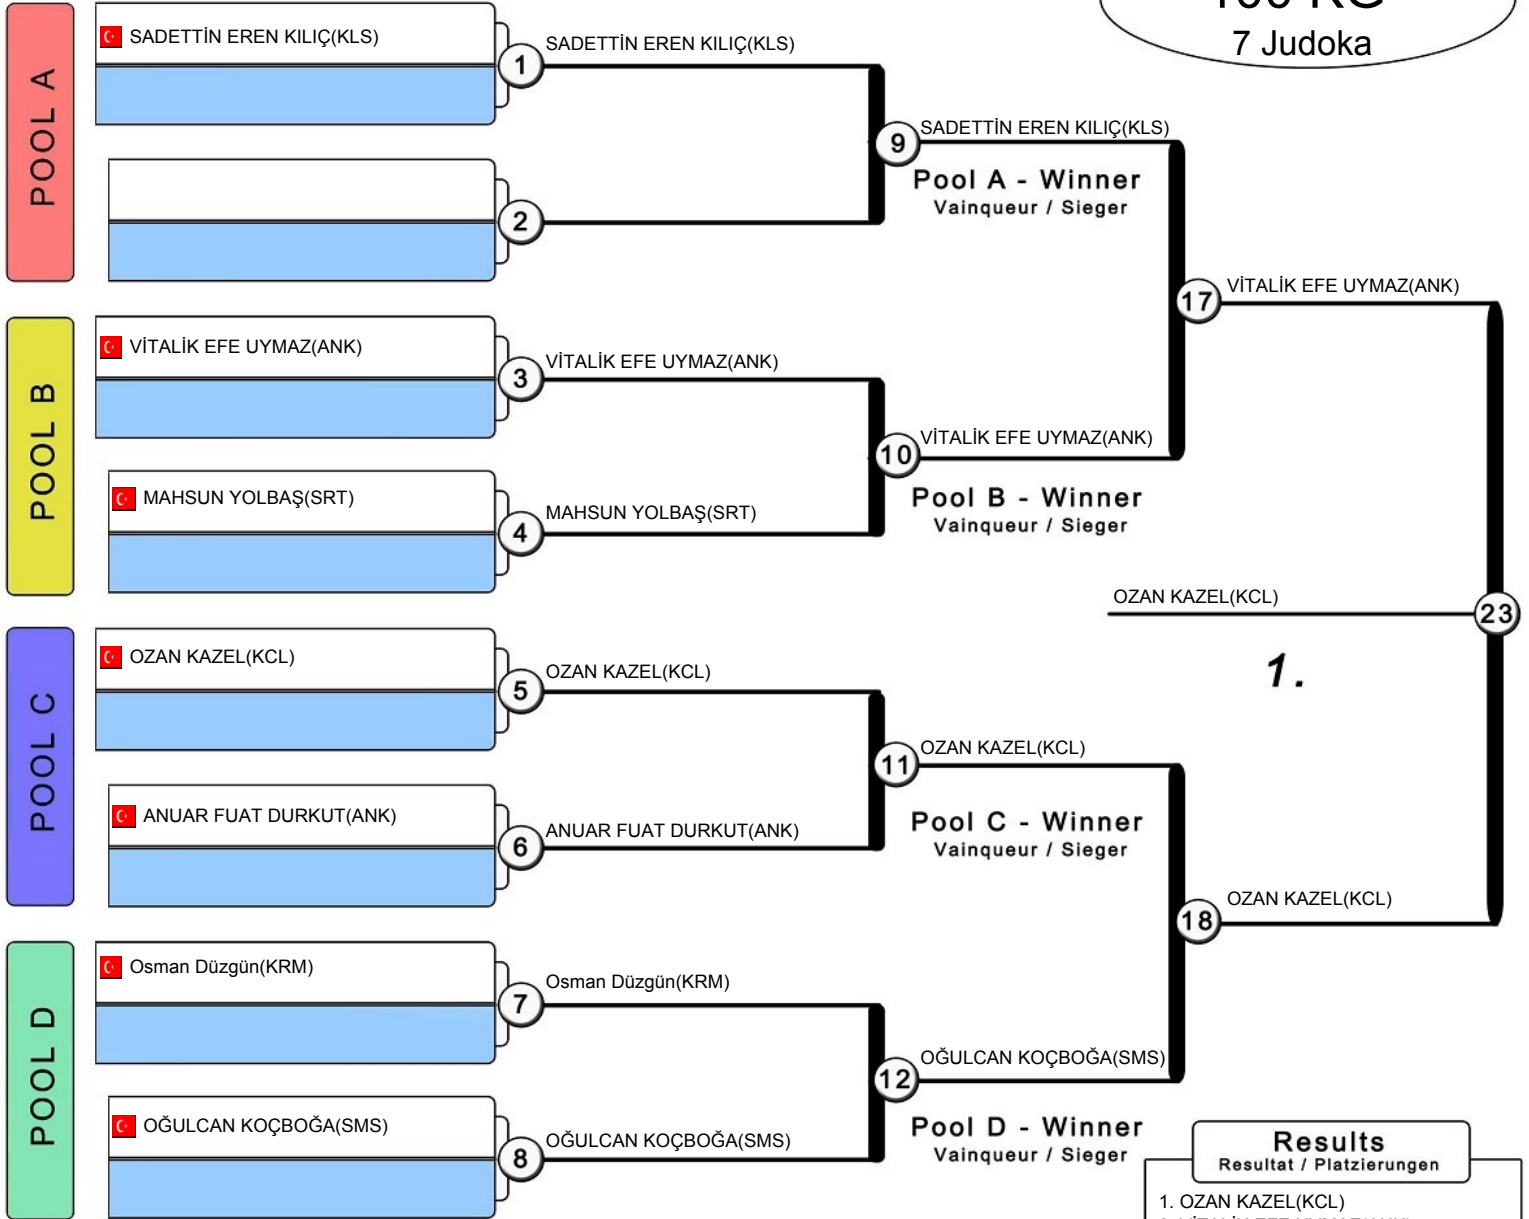 100 KG
7 Judoka
POOL A
SADETTİN EREN KILIÇ(KLS)
1
SADETTİN EREN KILIÇ(KLS)
2
9
SADETTİN EREN KILIÇ(KLS)
Pool A - Winner
Vainqueur / Sieger
POOL B
VİTALİK EFE UYMAZ(ANK)
3
VİTALİK EFE UYMAZ(ANK)
MAHSUN YOLBAŞ(SRT)
4
MAHSUN YOLBAŞ(SRT)
10
VİTALİK EFE UYMAZ(ANK)
Pool B - Winner
Vainqueur / Sieger
17
VİTALİK EFE UYMAZ(ANK)
POOL C
OZAN KAZEL(KCL)
5
OZAN KAZEL(KCL)
ANUAR FUAT DURKUT(ANK)
6
ANUAR FUAT DURKUT(ANK)
11
OZAN KAZEL(KCL)
Pool C - Winner
Vainqueur / Sieger
POOL D
Osman Düzgün(KRM)
7
Osman Düzgün(KRM)
OĞULCAN KOÇBOĞA(SMS)
8
OĞULCAN KOÇBOĞA(SMS)
12
OĞULCAN KOÇBOĞA(SMS)
Pool D - Winner
Vainqueur / Sieger
18
OZAN KAZEL(KCL)
OZAN KAZEL(KCL)
23
1.
Results
Resultat / Platzierungen
1. OZAN KAZEL(KCL)